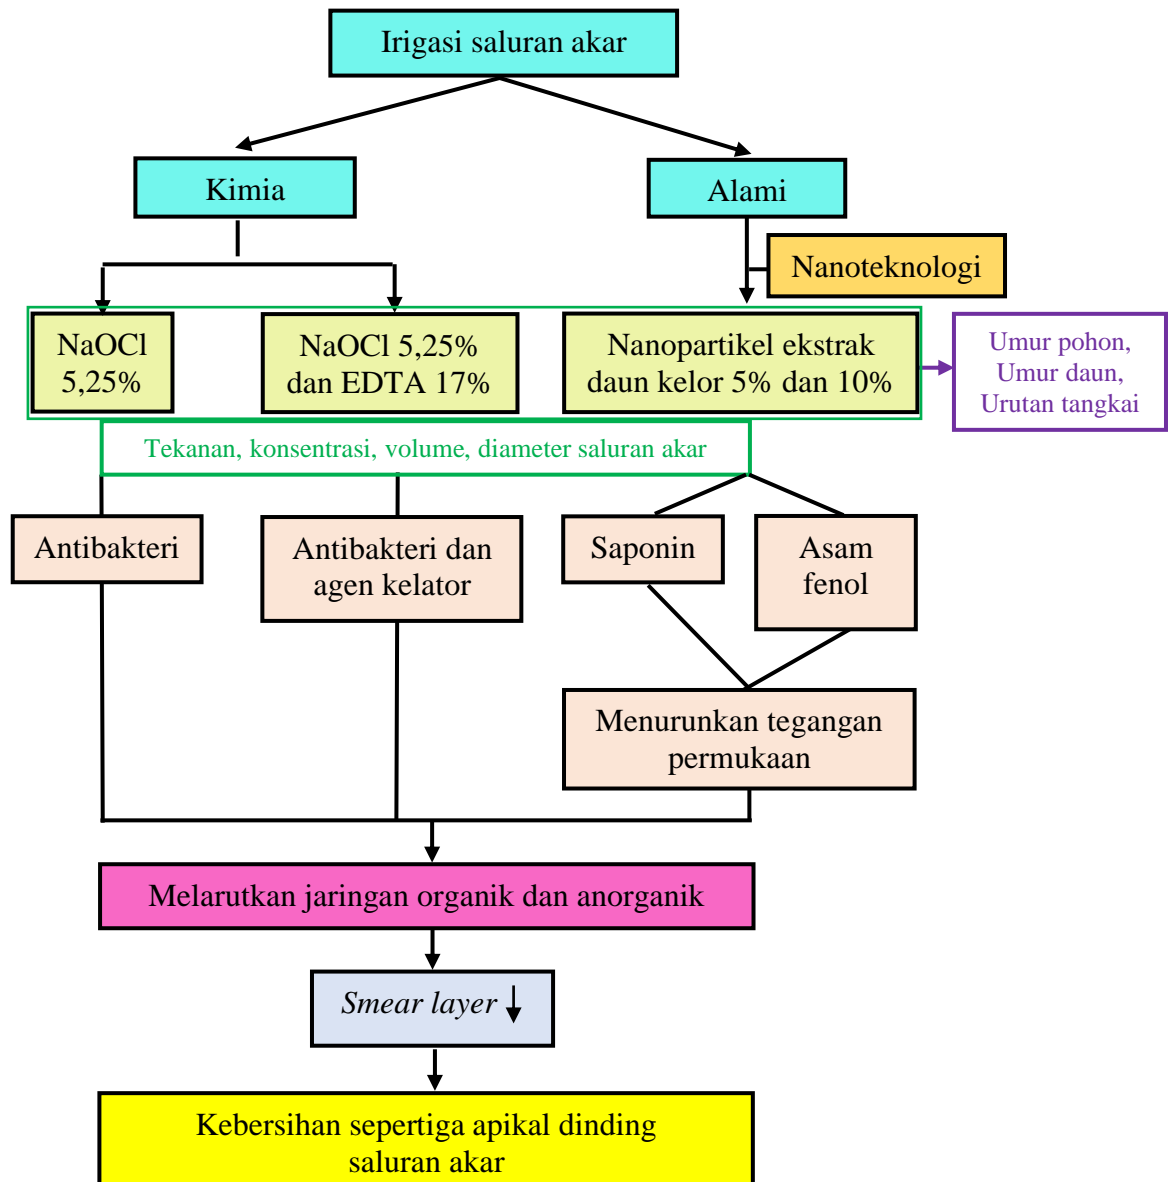 Irigasi saluran akar
Kimia
Alami
Nanoteknologi
NaOCl
5,25%
NaOCl 5,25%
dan EDTA 17%
Nanopartikel ekstrak
daun kelor 5% dan 10%
Umur pohon,
Umur daun,
Urutan tangkai
Tekanan, konsentrasi, volume, diameter saluran akar
Antibakteri
Antibakteri dan
agen kelator
Saponin
Asam
fenol
Menurunkan tegangan
permukaan
Melarutkan jaringan organik dan anorganik
Smear layer
Kebersihan sepertiga apikal dinding
saluran akar